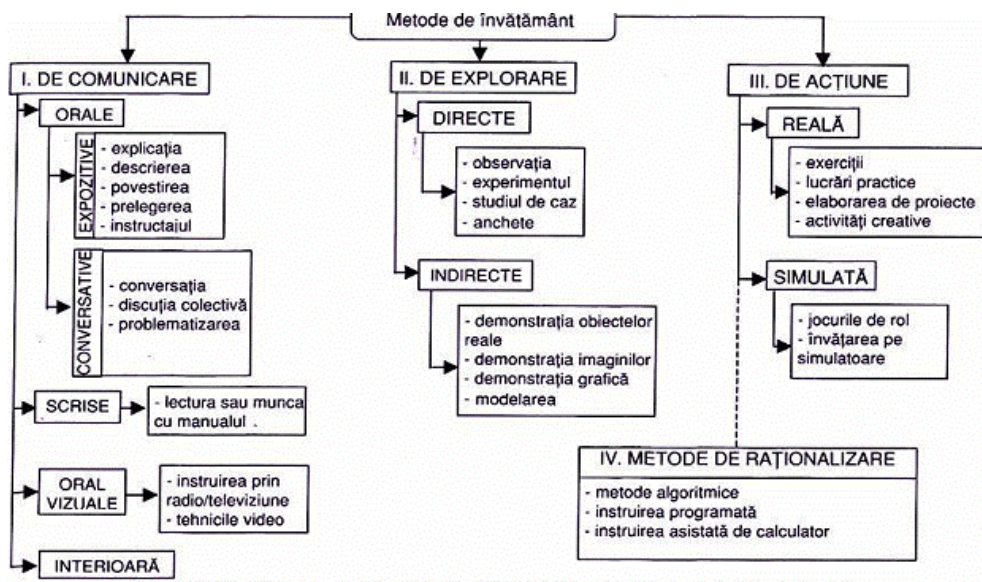 Metode de învătământ
I. DE COMUNICARE
ORALE
EXPOZITIVE
- explicația
- descrierea
- povestirea
- prelegerea
- instructajul
CONVERSATIVE
- conversația
- discuția colectivă
- problematizarea
SCRISE
- lectura sau munca
cu manualul .
ORAL
VIZUALE
- instruirea prin
radio/televiziune
- tehnicile video
INTERIOARĂ
II. DE EXPLORARE
DIRECTE
- observația
- experimentul
- studiul de caz
- anchete
INDIRECTE
- demonstrația obiectelor
reale
- demonstrația imaginilor
- demonstrația grafică
- modelarea
III. DE ACȚIUNE
REALĂ
- exerciții
- lucrări practice
- elaborarea de proiecte
- activități creative
SIMULATĂ
- jocurile de rol
- învățarea pe
simulatoare
IV. METODE DE RAȚIONALIZARE
- metode algoritmice
- instruirea programată
- instruirea asistată de calculator